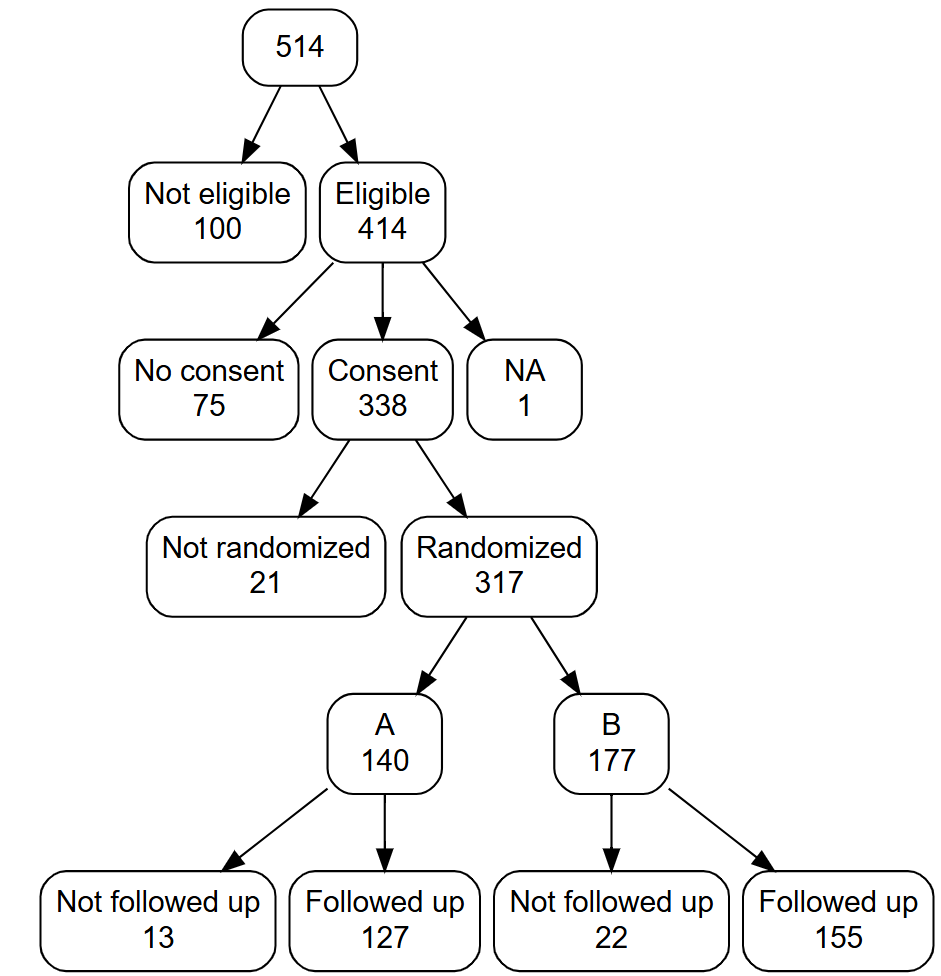 514
Not eligible
100
Eligible
414
No consent
75
Consent
338
NA
1
Not randomized
21
Randomized
317
A
140
B
177
Not followed up
13
Followed up
127
Not followed up
22
Followed up
155